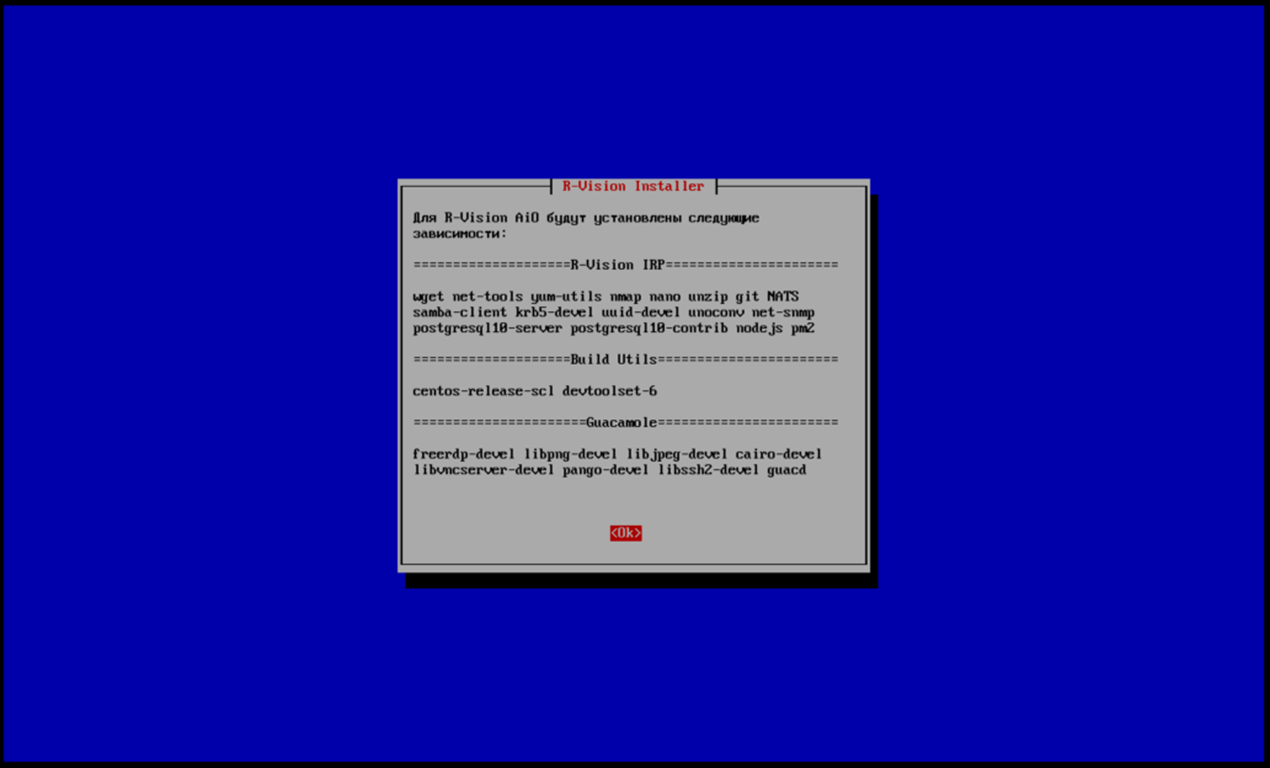 R-Vision Installer
Для R-Vision AiO будут установлены следующие
зависимости:
====================R-Vision IRP======================
wget net-tools yum-utils nmap nano unzip git NATS
samba-client krb5-devel uuid-devel unoconv net-snmp
postgresql10-server postgresql10-contrib nodejs pm2
====================Build Utils=======================
centos-release-scl devtoolset-6
======================Guacamole=======================
freerdp-devel libpng-devel libjpeg-devel cairo-devel
libvncserver-devel pango-devel libssh2-devel guacd
<Ok>